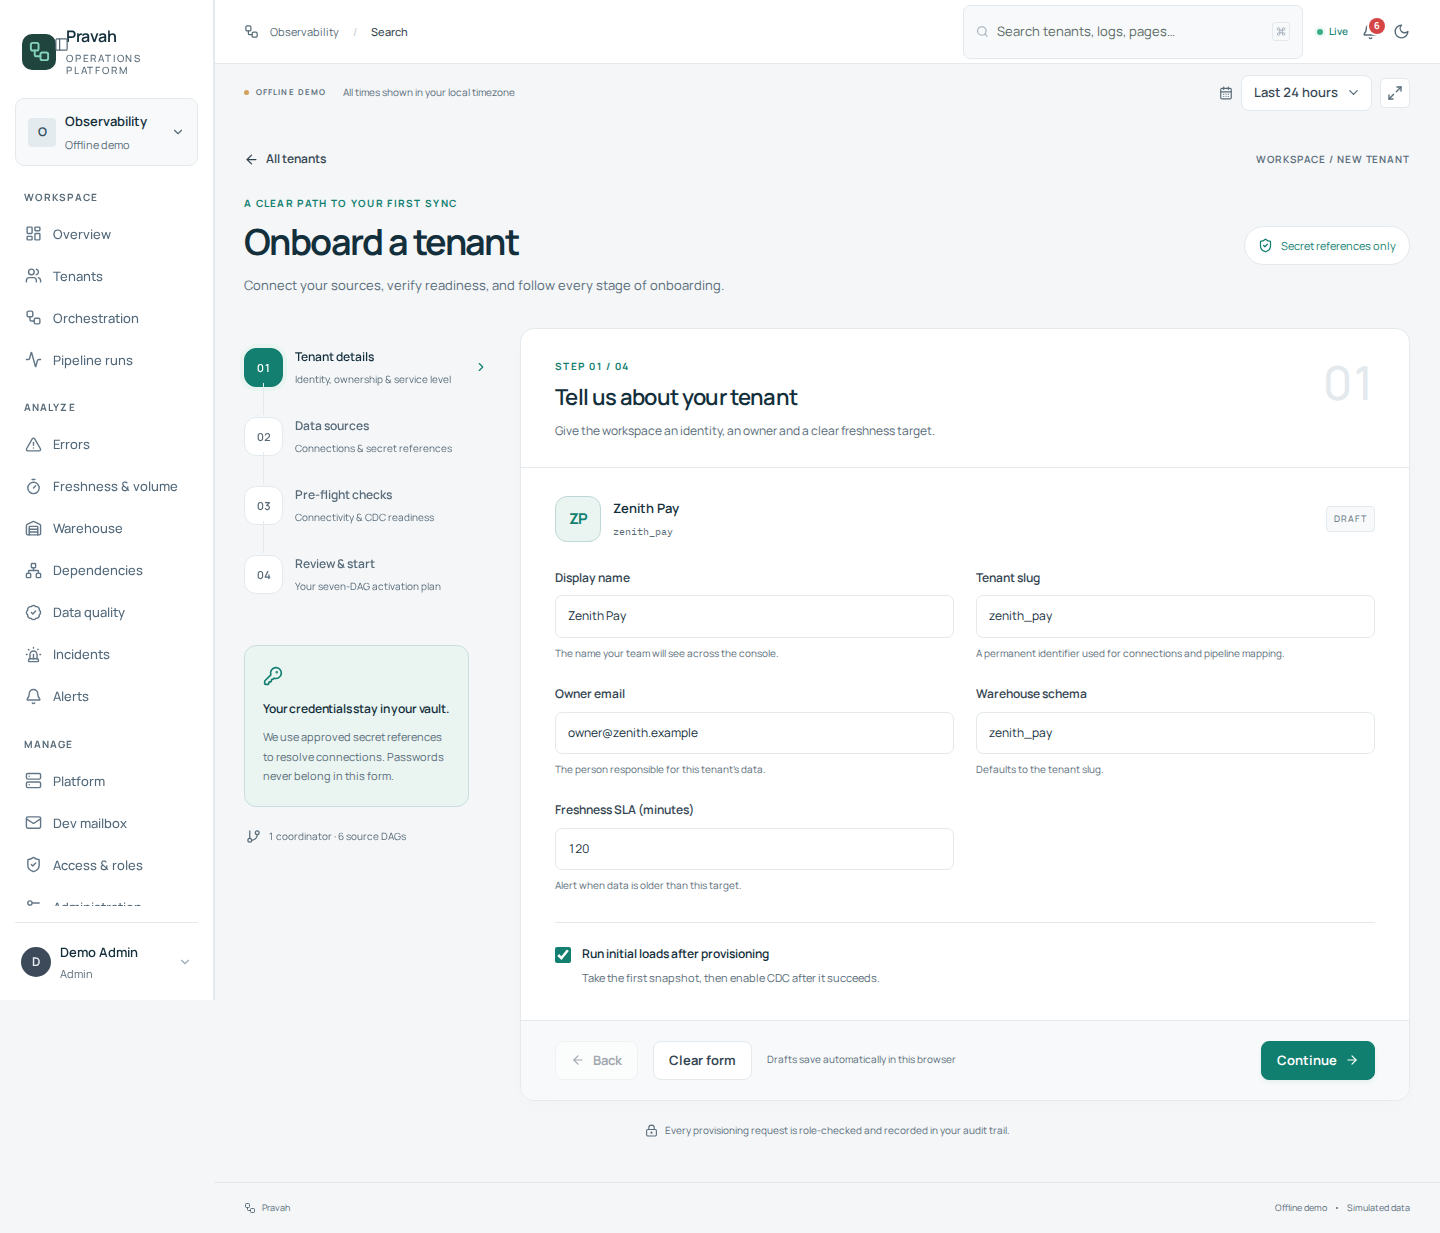 Pravah
OPERATIONS
PLATFORM
O
Observability
Offline demo
WORKSPACE
Overview
Tenants
Orchestration
Pipeline runs
ANALYZE
Errors
Freshness & volume
Warehouse
Dependencies
Data quality
Incidents
Alerts
MANAGE
Platform
Dev mailbox
Access & roles
Administration
D
Demo Admin
Admin
Observability / Search
Search tenants, logs, pages...
⌘
Live
6
OFFLINE DEMO
All times shown in your local timezone
Last 24 hours
All tenants
WORKSPACE / NEW TENANT
A CLEAR PATH TO YOUR FIRST SYNC
Onboard a tenant
Secret references only
Connect your sources, verify readiness, and follow every stage of onboarding.
01
Tenant details
Identity, ownership & service level
02
Data sources
Connections & secret references
03
Pre-flight checks
Connectivity & CDC readiness
04
Review & start
Your seven-DAG activation plan
Your credentials stay in your vault.
We use approved secret references
to resolve connections. Passwords
never belong in this form.
1 coordinator · 6 source DAGs
STEP 01 / 04
01
Tell us about your tenant
Give the workspace an identity, an owner and a clear freshness target.
ZP
Zenith Pay
zenith_pay
DRAFT
Display name
Zenith Pay
The name your team will see across the console.
Tenant slug
zenith_pay
A permanent identifier used for connections and pipeline mapping.
Owner email
owner@zenith.example
The person responsible for this tenant's data.
Warehouse schema
zenith_pay
Defaults to the tenant slug.
Freshness SLA (minutes)
120
Alert when data is older than this target.
Run initial loads after provisioning
Take the first snapshot, then enable CDC after it succeeds.
Back
Clear form
Drafts save automatically in this browser
Continue
Every provisioning request is role-checked and recorded in your audit trail.
Pravah
Offline demo • Simulated data